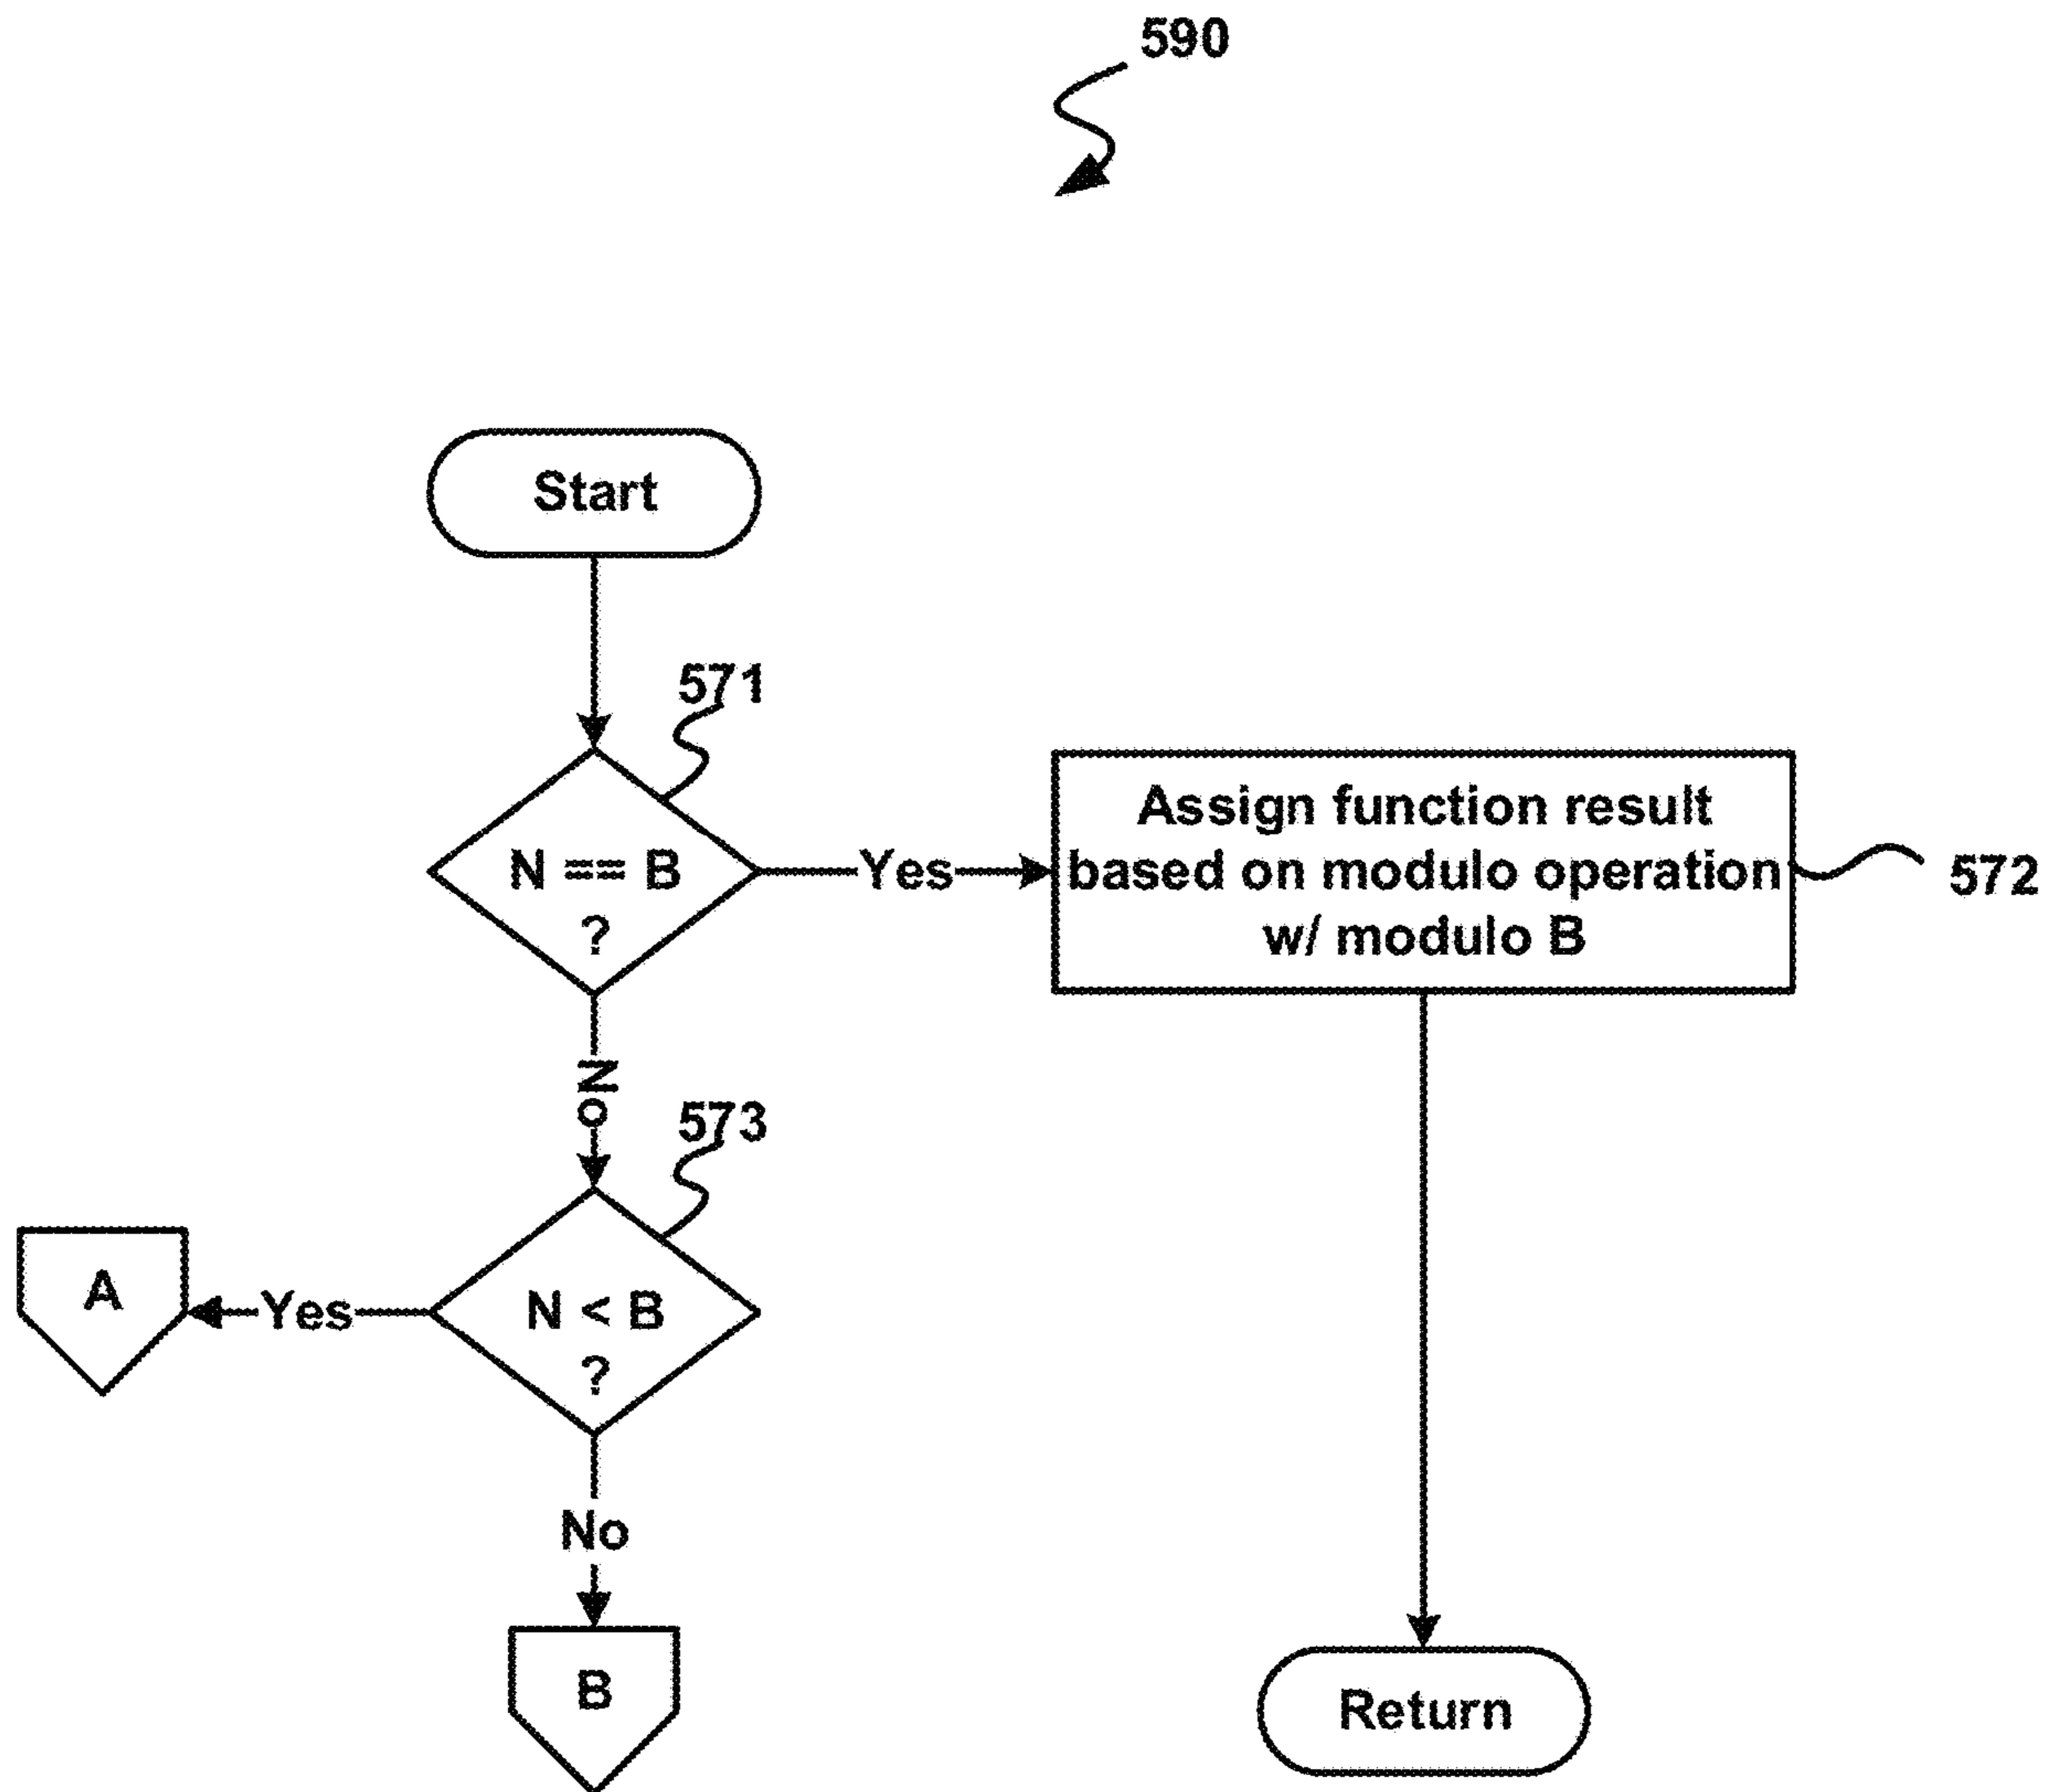 590
Start
571
N == B
?
Yes
Assign function result
based on modulo operation
w/ modulo B
572
No
573
N < B
?
Yes
A
No
B
Return